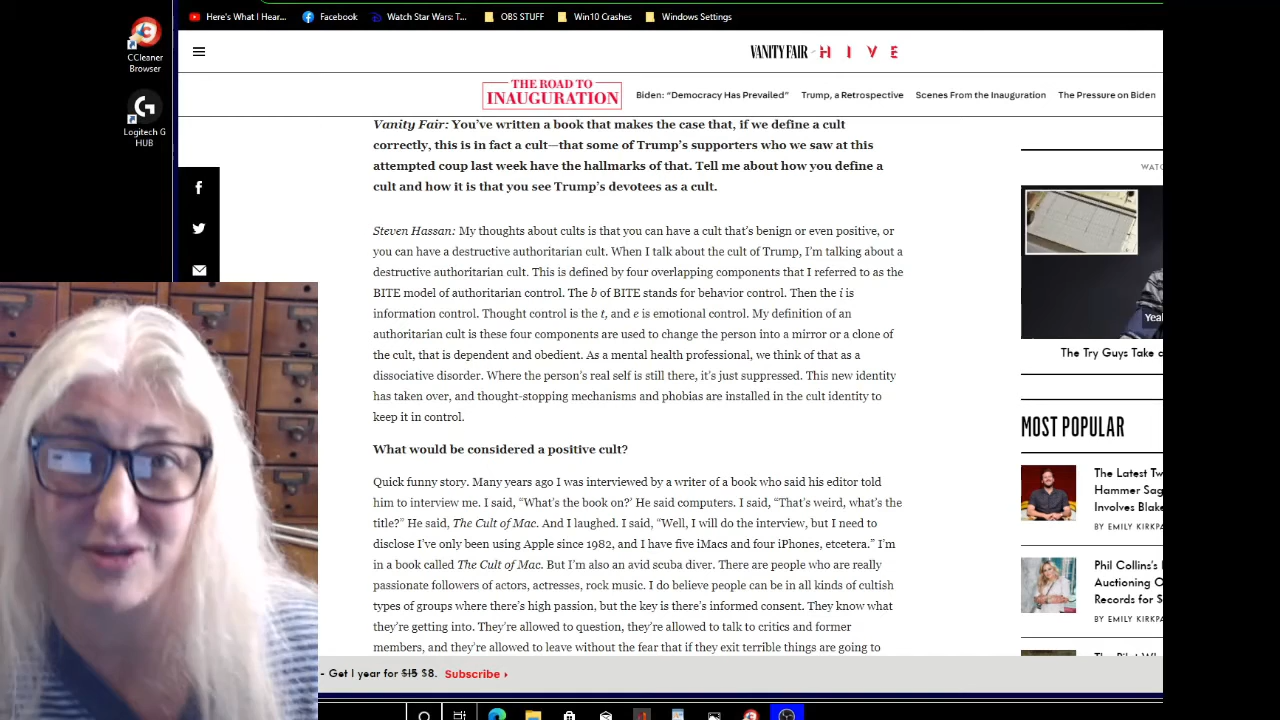 Here's What I Hear...
Facebook
Watch Star Wars: T...
OBS STUFF
Win10 Crashes
Windows Settings
CCleaner
Browser
Logitech G
HUB
VANITY FAIR HIVE
THE ROAD TO
INAUGURATION
Biden: “Democracy Has Prevailed”
Trump, a Retrospective
Scenes From the Inauguration
The Pressure on Biden
Vanity Fair: You’ve written a book that makes the case that, if we define a cult
correctly, this is in fact a cult—that some of Trump’s supporters who we saw at this
attempted coup last week have the hallmarks of that. Tell me about how you define a
cult and how it is that you see Trump’s devotees as a cult.
Steven Hassan: My thoughts about cults is that you can have a cult that’s benign or even positive, or
you can have a destructive authoritarian cult. When I talk about the cult of Trump, I’m talking about a
destructive authoritarian cult. This is defined by four overlapping components that I referred to as the
BITE model of authoritarian control. The b of BITE stands for behavior control. Then the i is
information control. Thought control is the t, and e is emotional control. My definition of an
authoritarian cult is these four components are used to change the person into a mirror or a clone of
the cult, that is dependent and obedient. As a mental health professional, we think of that as a
dissociative disorder. Where the person’s real self is still there, it’s just suppressed. This new identity
has taken over, and thought-stopping mechanisms and phobias are installed in the cult identity to
keep it in control.
What would be considered a positive cult?
Quick funny story. Many years ago I was interviewed by a writer of a book who said his editor told
him to interview me. I said, “What’s the book on?’ He said computers. I said, “That’s weird, what’s the
title?” He said, The Cult of Mac. And I laughed. I said, “Well, I will do the interview, but I need to
disclose I’ve only been using Apple since 1982, and I have five iMacs and four iPhones, etcetera.” I’m
in a book called The Cult of Mac. But I’m also an avid scuba diver. There are people who are really
passionate followers of actors, actresses, rock music. I do believe people can be in all kinds of cultish
types of groups where there’s high passion, but the key is there’s informed consent. They know what
they’re getting into. They’re allowed to question, they’re allowed to talk to critics and former
members, and they’re allowed to leave without the fear that if they exit terrible things are going to
- Get 1 year for $15 $8. Subscribe
WATC
Yeal
The Try Guys Take
MOST POPULAR
The Latest Tw
Hammer Sag
Involves Blake
BY EMILY KIRKPA
Phil Collins’s
Auctioning O
Records for $
BY EMILY KIRKPA